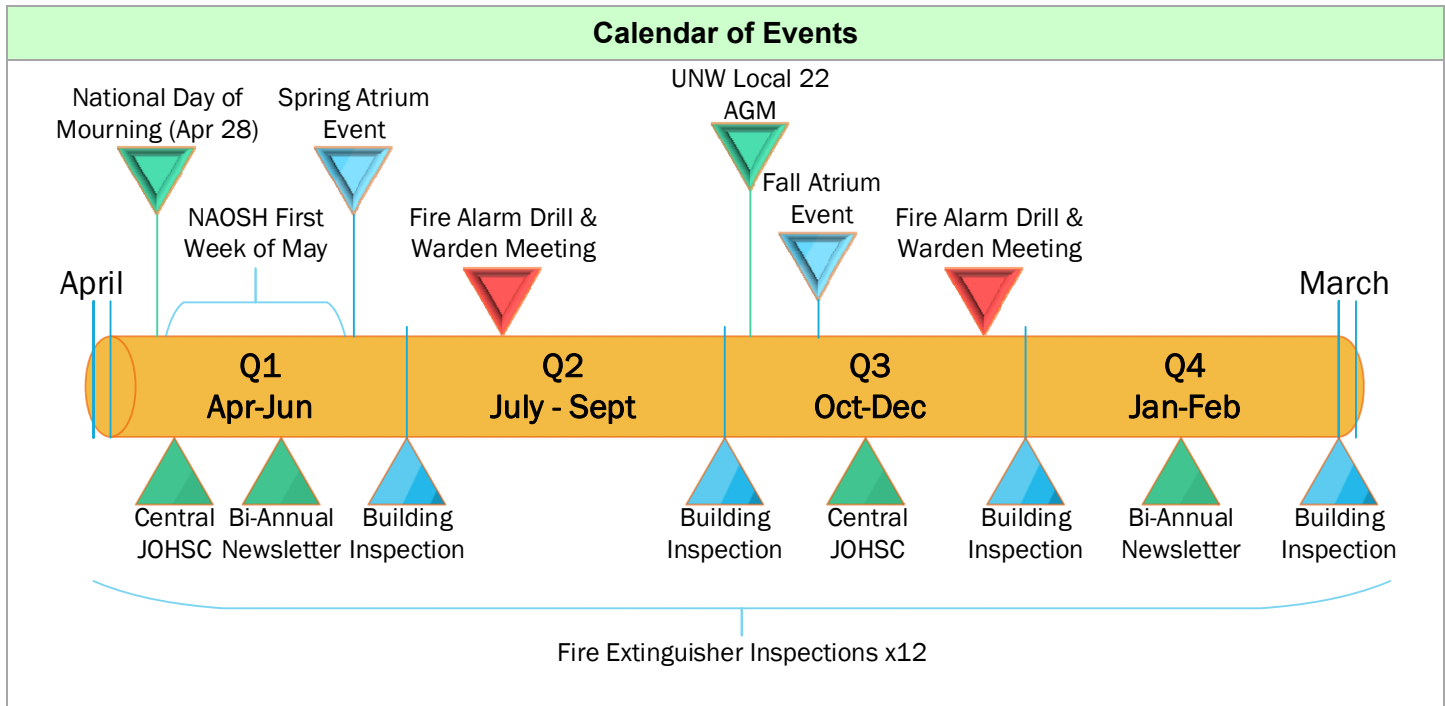 Calendar of Events
UNW Local 22
AGM
National Day of
Mourning (Apr 28)
Spring Atrium
Event
Fall Atrium
Event
NAOSH First
Week of May
Fire Alarm Drill &
Warden Meeting
Fire Alarm Drill &
Warden Meeting
April
March
Q1
Apr-Jun
Q2
July - Sept
Q3
Oct-Dec
Q4
Jan-Feb
Central
JOHSC
Bi-Annual
Newsletter
Building
Inspection
Building
Inspection
Central
JOHSC
Building
Inspection
Bi-Annual
Newsletter
Building
Inspection
Fire Extinguisher Inspections x12